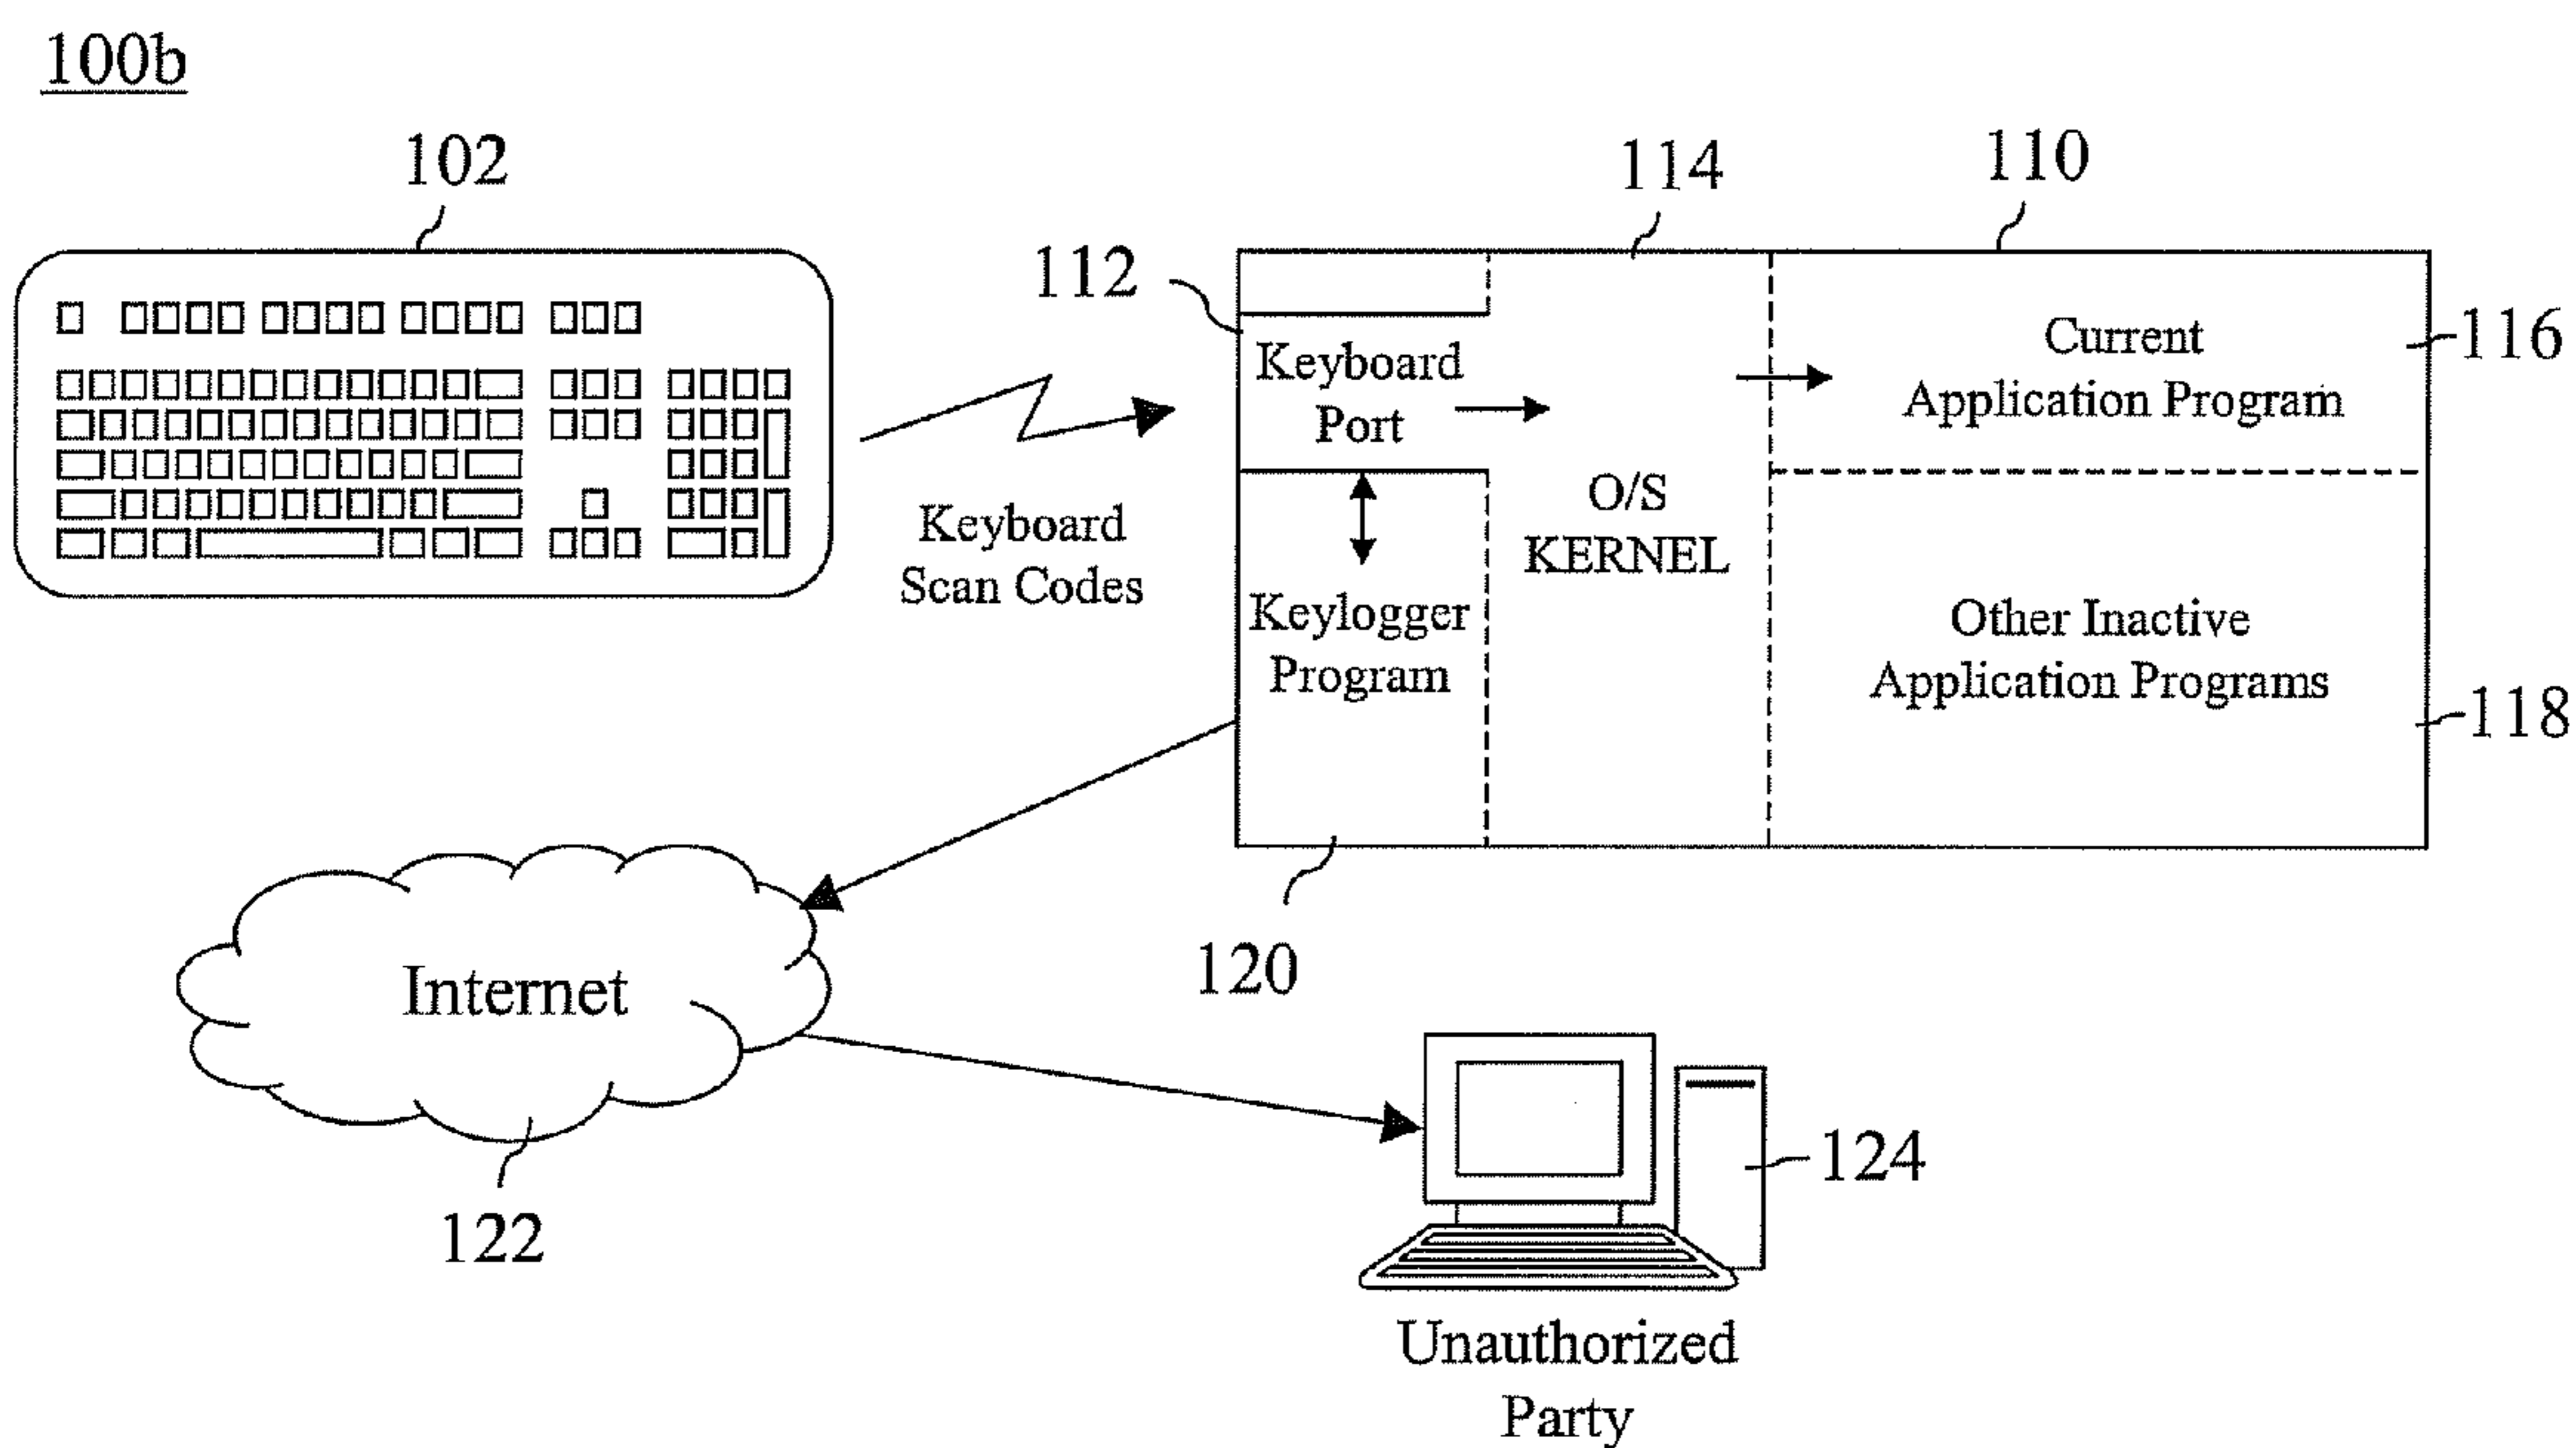 100b
102
114
110
112
116
Keyboard
Port
Current
Application Program
O/S
KERNEL
Keyboard
Scan Codes
Keylogger
Program
Other Inactive
Application Programs
118
120
Internet
122
124
Unauthorized
Party